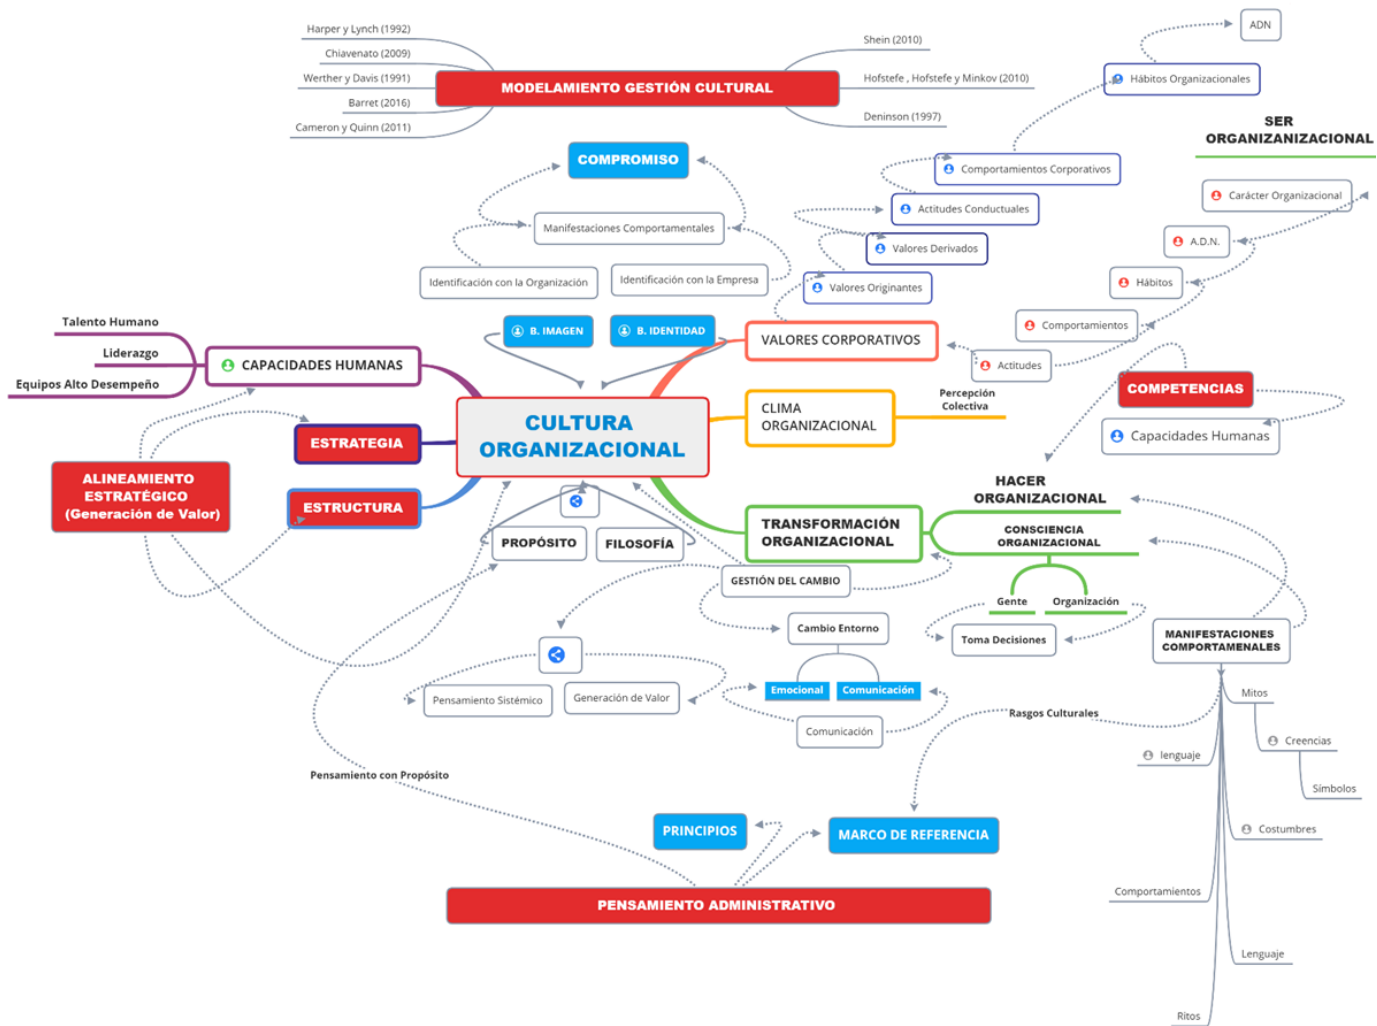 Harper y Lynch (1992)
Chiavenato (2009)
Werther y Davis (1991)
Barret (2016)
Cameron y Quinn (2011)
MODELAMIENTO GESTIÓN CULTURAL
Shein (2010)
Hofstefe , Hofstefe y Minkov (2010)
Deninson (1997)
ADN
Hábitos Organizacionales
SER
ORGANIZANIZACIONAL
COMPROMISO
Comportamientos Corporativos
Carácter Organizacional
Actitudes Conductuales
Manifestaciones Comportamentales
A.D.N.
Valores Derivados
Identificación con la Organización
Identificación con la Empresa
Valores Originantes
Hábitos
Talento Humano
Liderazgo
Equipos Alto Desempeño
CAPACIDADES HUMANAS
B. IMAGEN
B. IDENTIDAD
VALORES CORPORATIVOS
Comportamientos
Actitudes
COMPETENCIAS
Capacidades Humanas
Percepción
Colectiva
CLIMA
ORGANIZACIONAL
CULTURA
ORGANIZACIONAL
ESTRATEGIA
ALINEAMIENTO
ESTRATÉGICO
(Generación de Valor)
ESTRUCTURA
PROPÓSITO
FILOSOFÍA
TRANSFORMACIÓN
ORGANIZACIONAL
HACER
ORGANIZACIONAL
CONSCIENCIA
ORGANIZACIONAL
GESTIÓN DEL CAMBIO
Gente
Organización
Toma Decisiones
Cambio Entorno
MANIFESTACIONES
COMPORTAMENALES
Pensamiento Sistémico
Generación de Valor
Emocional
Comunicación
Comunicación
Rasgos Culturales
Mitos
Creencias
lenguaje
Símbolos
Pensamiento con Propósito
PRINCIPIOS
MARCO DE REFERENCIA
Costumbres
Comportamientos
PENSAMIENTO ADMINISTRATIVO
Lenguaje
Ritos